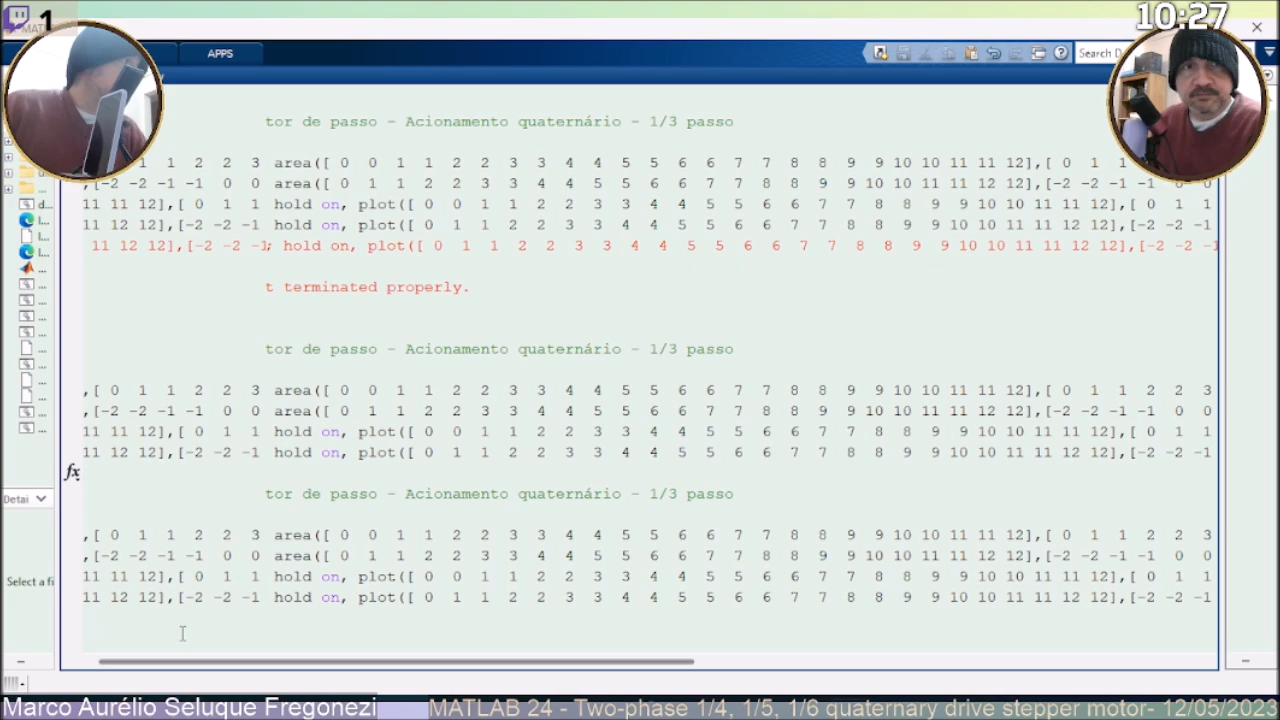 1
10:27
APPS
Search D
tor de passo - Acionamento quaternário - 1/3 passo
1 1 2 2 3 area([ 0 0 1 1 2 2 3 3 4 4 5 5 6 6 7 7 8 8 9 9 10 10 11 11 12],[ 0 1 1
,[-2 -2 -1 -1 0 0 area([ 0 1 1 2 2 3 3 4 4 5 5 6 6 7 7 8 8 9 9 10 10 11 11 12 12],[-2 -2 -1 -1 0 0
11 11 12],[ 0 1 1 hold on, plot([ 0 0 1 1 2 2 3 3 4 4 5 5 6 6 7 7 8 8 9 9 10 10 11 11 12],[ 0 1 1
11 12 12],[-2 -2 -1 hold on, plot([ 0 1 1 2 2 3 3 4 4 5 5 6 6 7 7 8 8 9 9 10 10 11 11 12 12],[-2 -2 -1
11 12 12],[-2 -2 -1; hold on, plot([ 0 1 1 2 2 3 3 4 4 5 5 6 6 7 7 8 8 9 9 10 10 11 11 12 12],[-2 -2 -1
t terminated properly.
tor de passo - Acionamento quaternário - 1/3 passo
,[ 0 1 1 2 2 3 area([ 0 0 1 1 2 2 3 3 4 4 5 5 6 6 7 7 8 8 9 9 10 10 11 11 12],[ 0 1 1 2 2 3
,[-2 -2 -1 -1 0 0 area([ 0 1 1 2 2 3 3 4 4 5 5 6 6 7 7 8 8 9 9 10 10 11 11 12 12],[-2 -2 -1 -1 0 0
11 11 12],[ 0 1 1 hold on, plot([ 0 0 1 1 2 2 3 3 4 4 5 5 6 6 7 7 8 8 9 9 10 10 11 11 12],[ 0 1 1
11 12 12],[-2 -2 -1 hold on, plot([ 0 1 1 2 2 3 3 4 4 5 5 6 6 7 7 8 8 9 9 10 10 11 11 12 12],[-2 -2 -1
fx
tor de passo - Acionamento quaternário - 1/3 passo
Detai
,[ 0 1 1 2 2 3 area([ 0 0 1 1 2 2 3 3 4 4 5 5 6 6 7 7 8 8 9 9 10 10 11 11 12],[ 0 1 1 2 2 3
,[-2 -2 -1 -1 0 0 area([ 0 1 1 2 2 3 3 4 4 5 5 6 6 7 7 8 8 9 9 10 10 11 11 12 12],[-2 -2 -1 -1 0 0
Select a fi
11 11 12],[ 0 1 1 hold on, plot([ 0 0 1 1 2 2 3 3 4 4 5 5 6 6 7 7 8 8 9 9 10 10 11 11 12],[ 0 1 1
11 12 12],[-2 -2 -1 hold on, plot([ 0 1 1 2 2 3 3 4 4 5 5 6 6 7 7 8 8 9 9 10 10 11 11 12 12],[-2 -2 -1
Marco Aurélio Seluque Fregonezi
MATLAB 24 - Two-phase 1/4, 1/5, 1/6 quaternary drive stepper motor- 12/05/2023